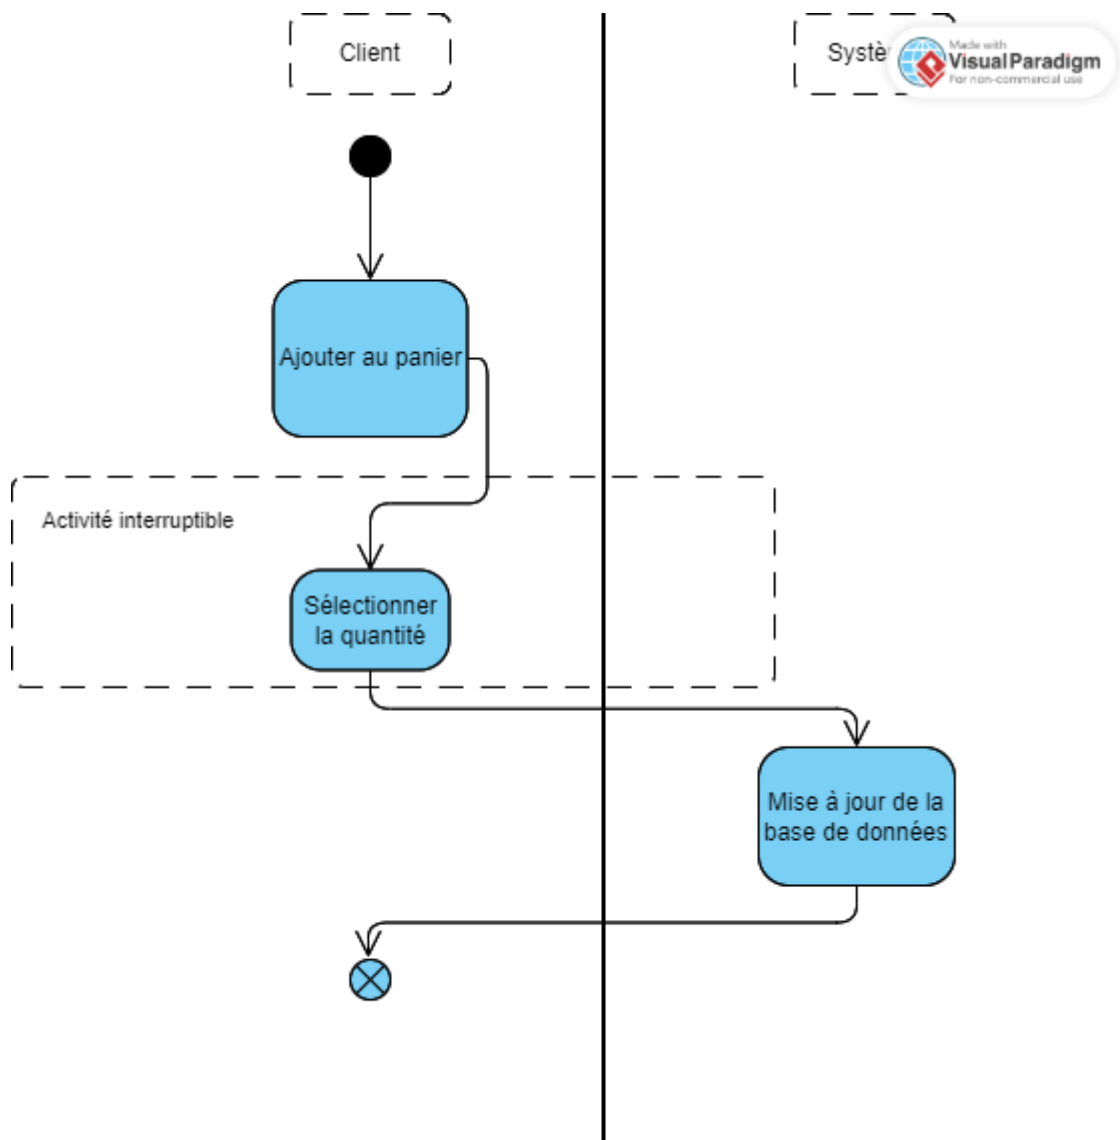 Client
Systè
Made with
Visual Paradigm
For non-commercial use
Ajouter au panier
Activité interruptible
Sélectionner
la quantité
Mise à jour de la
base de données